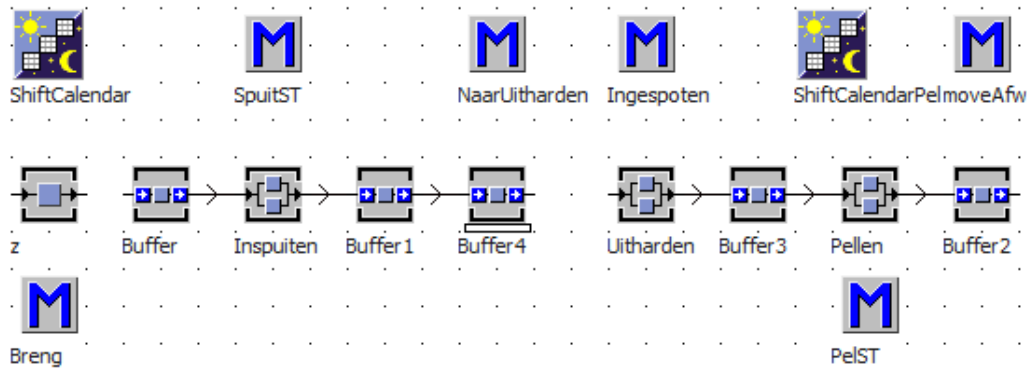 ShiftCalendar SpuitST NaarUitharden Ingespoten ShiftCalendarPelmoveAfw
z Buffer Inspuiten Buffer1 Buffer4 Uitharden Buffer3 Pellen Buffer2
Breng PelST